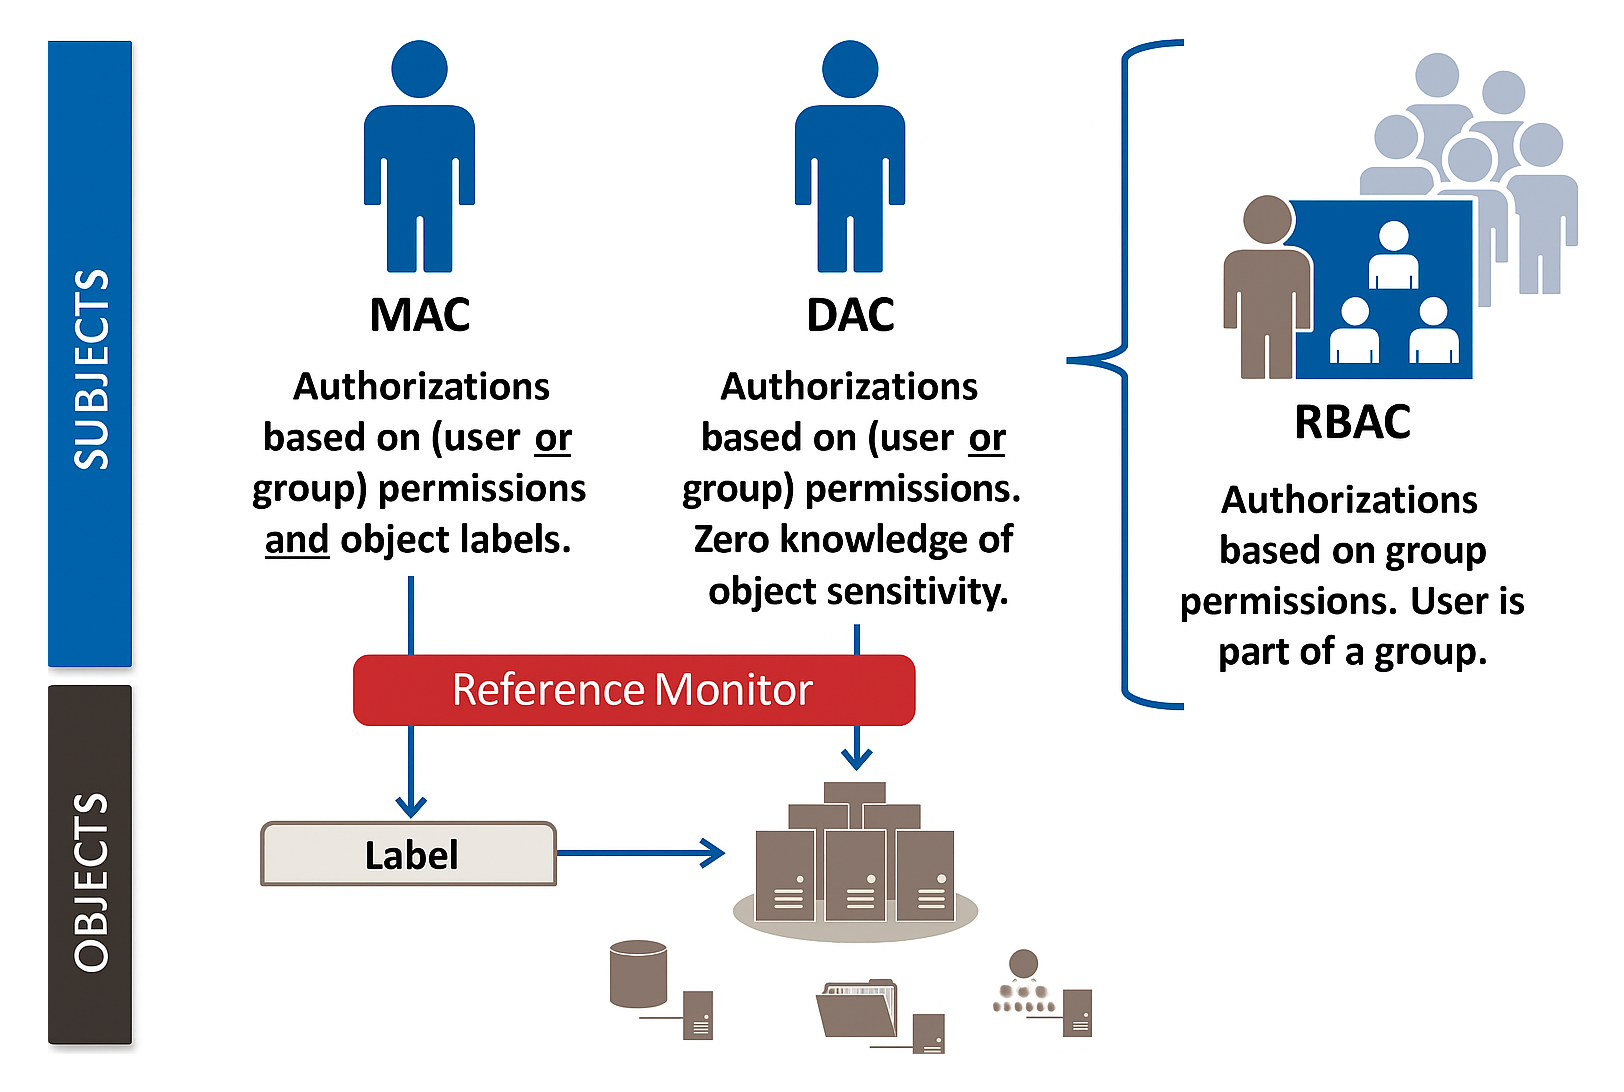 SUBJECTS
MAC
Authorizations
based on (user or
group) permissions
and object labels.
DAC
Authorizations
based on (user or
group) permissions.
Zero knowledge of
object sensitivity.
RBAC
Authorizations
based on group
permissions. User is
part of a group.
Reference Monitor
OBJECTS
Label